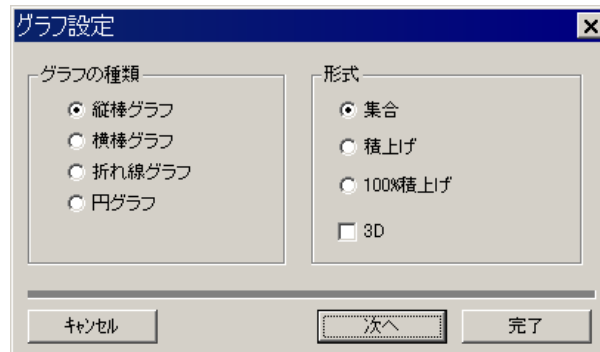 グラフ設定
グラフの種類
縦棒グラフ
横棒グラフ
折れ線グラフ
円グラフ
形式
集合
積上げ
100%積上げ
3D
キャンセル
次へ
完了